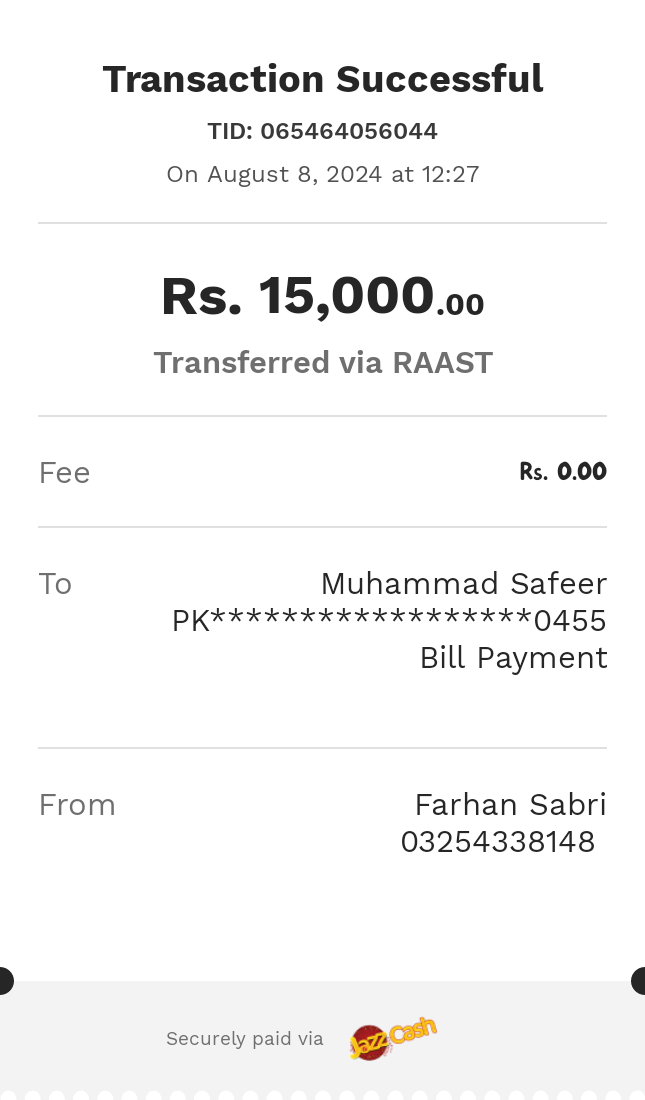 Transaction Successful
TID: 065464056044
On August 8, 2024 at 12:27
Rs. 15,000.00
Transferred via RAAST
Fee Rs. 0.00
To Muhammad Safeer
PK******************0455
Bill Payment
From Farhan Sabri
03254338148
Securely paid via JazzCash